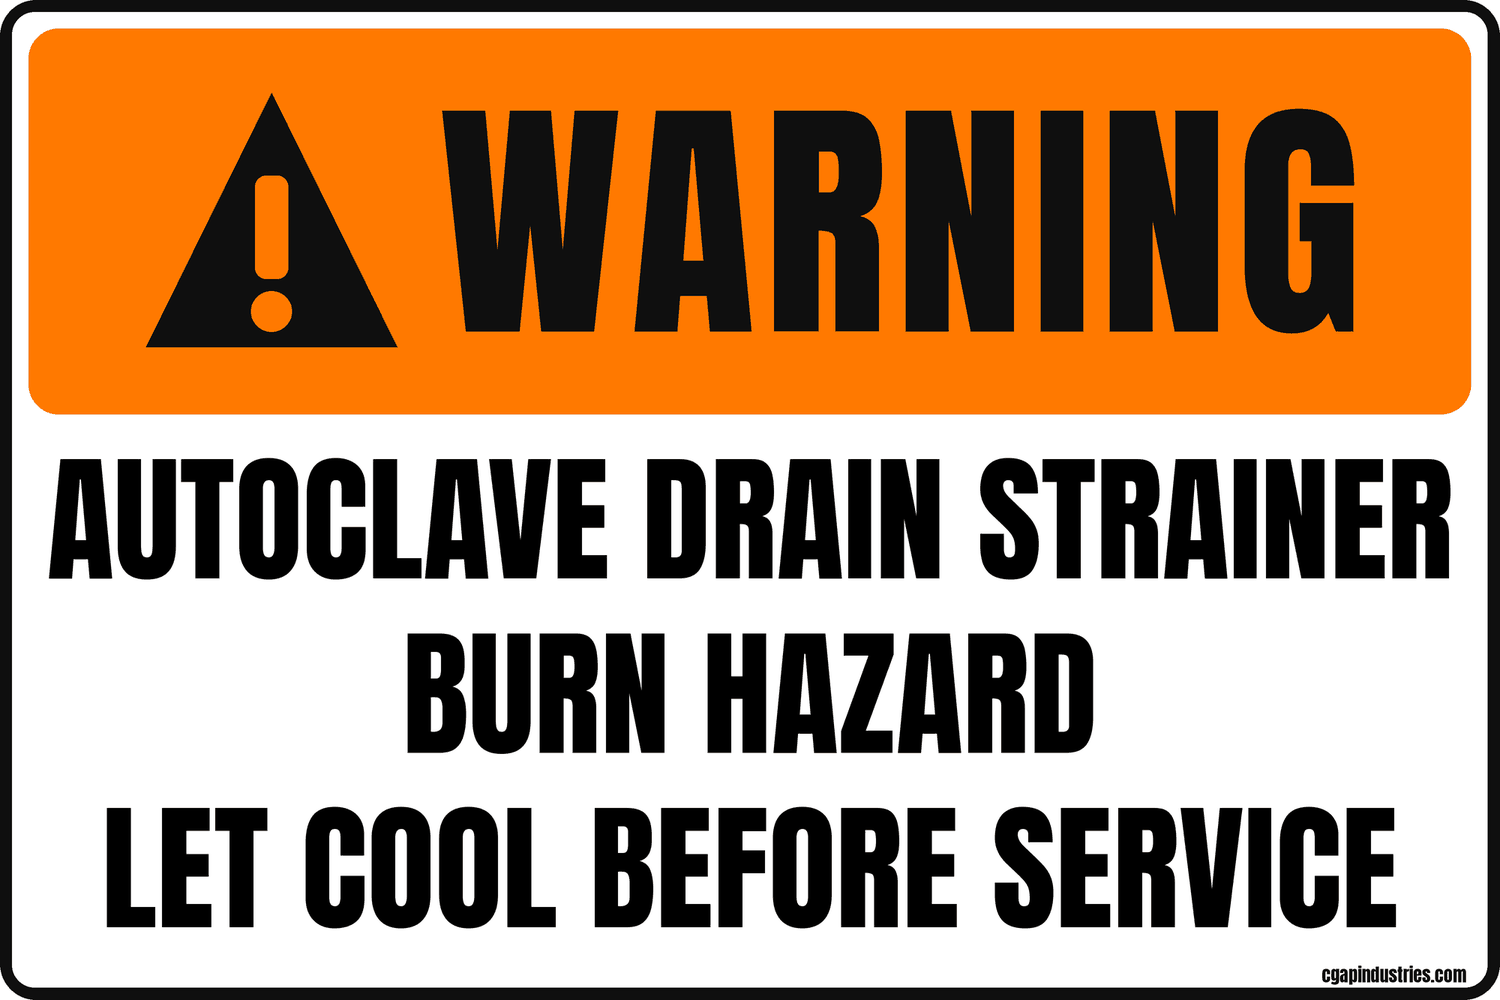 WARNING
AUTOCLAVE DRAIN STRAINER
BURN HAZARD
LET COOL BEFORE SERVICE
cgapindustries.com